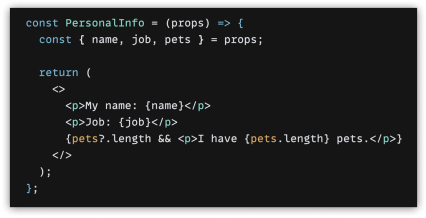 const PersonalInfo = (props) => {
const { name, job, pets } = props;
return (
<>
<p>My name: {name}</p>
<p>Job: {job}</p>
{pets?.length && <p>I have {pets.length} pets.</p>}
</>
);
};